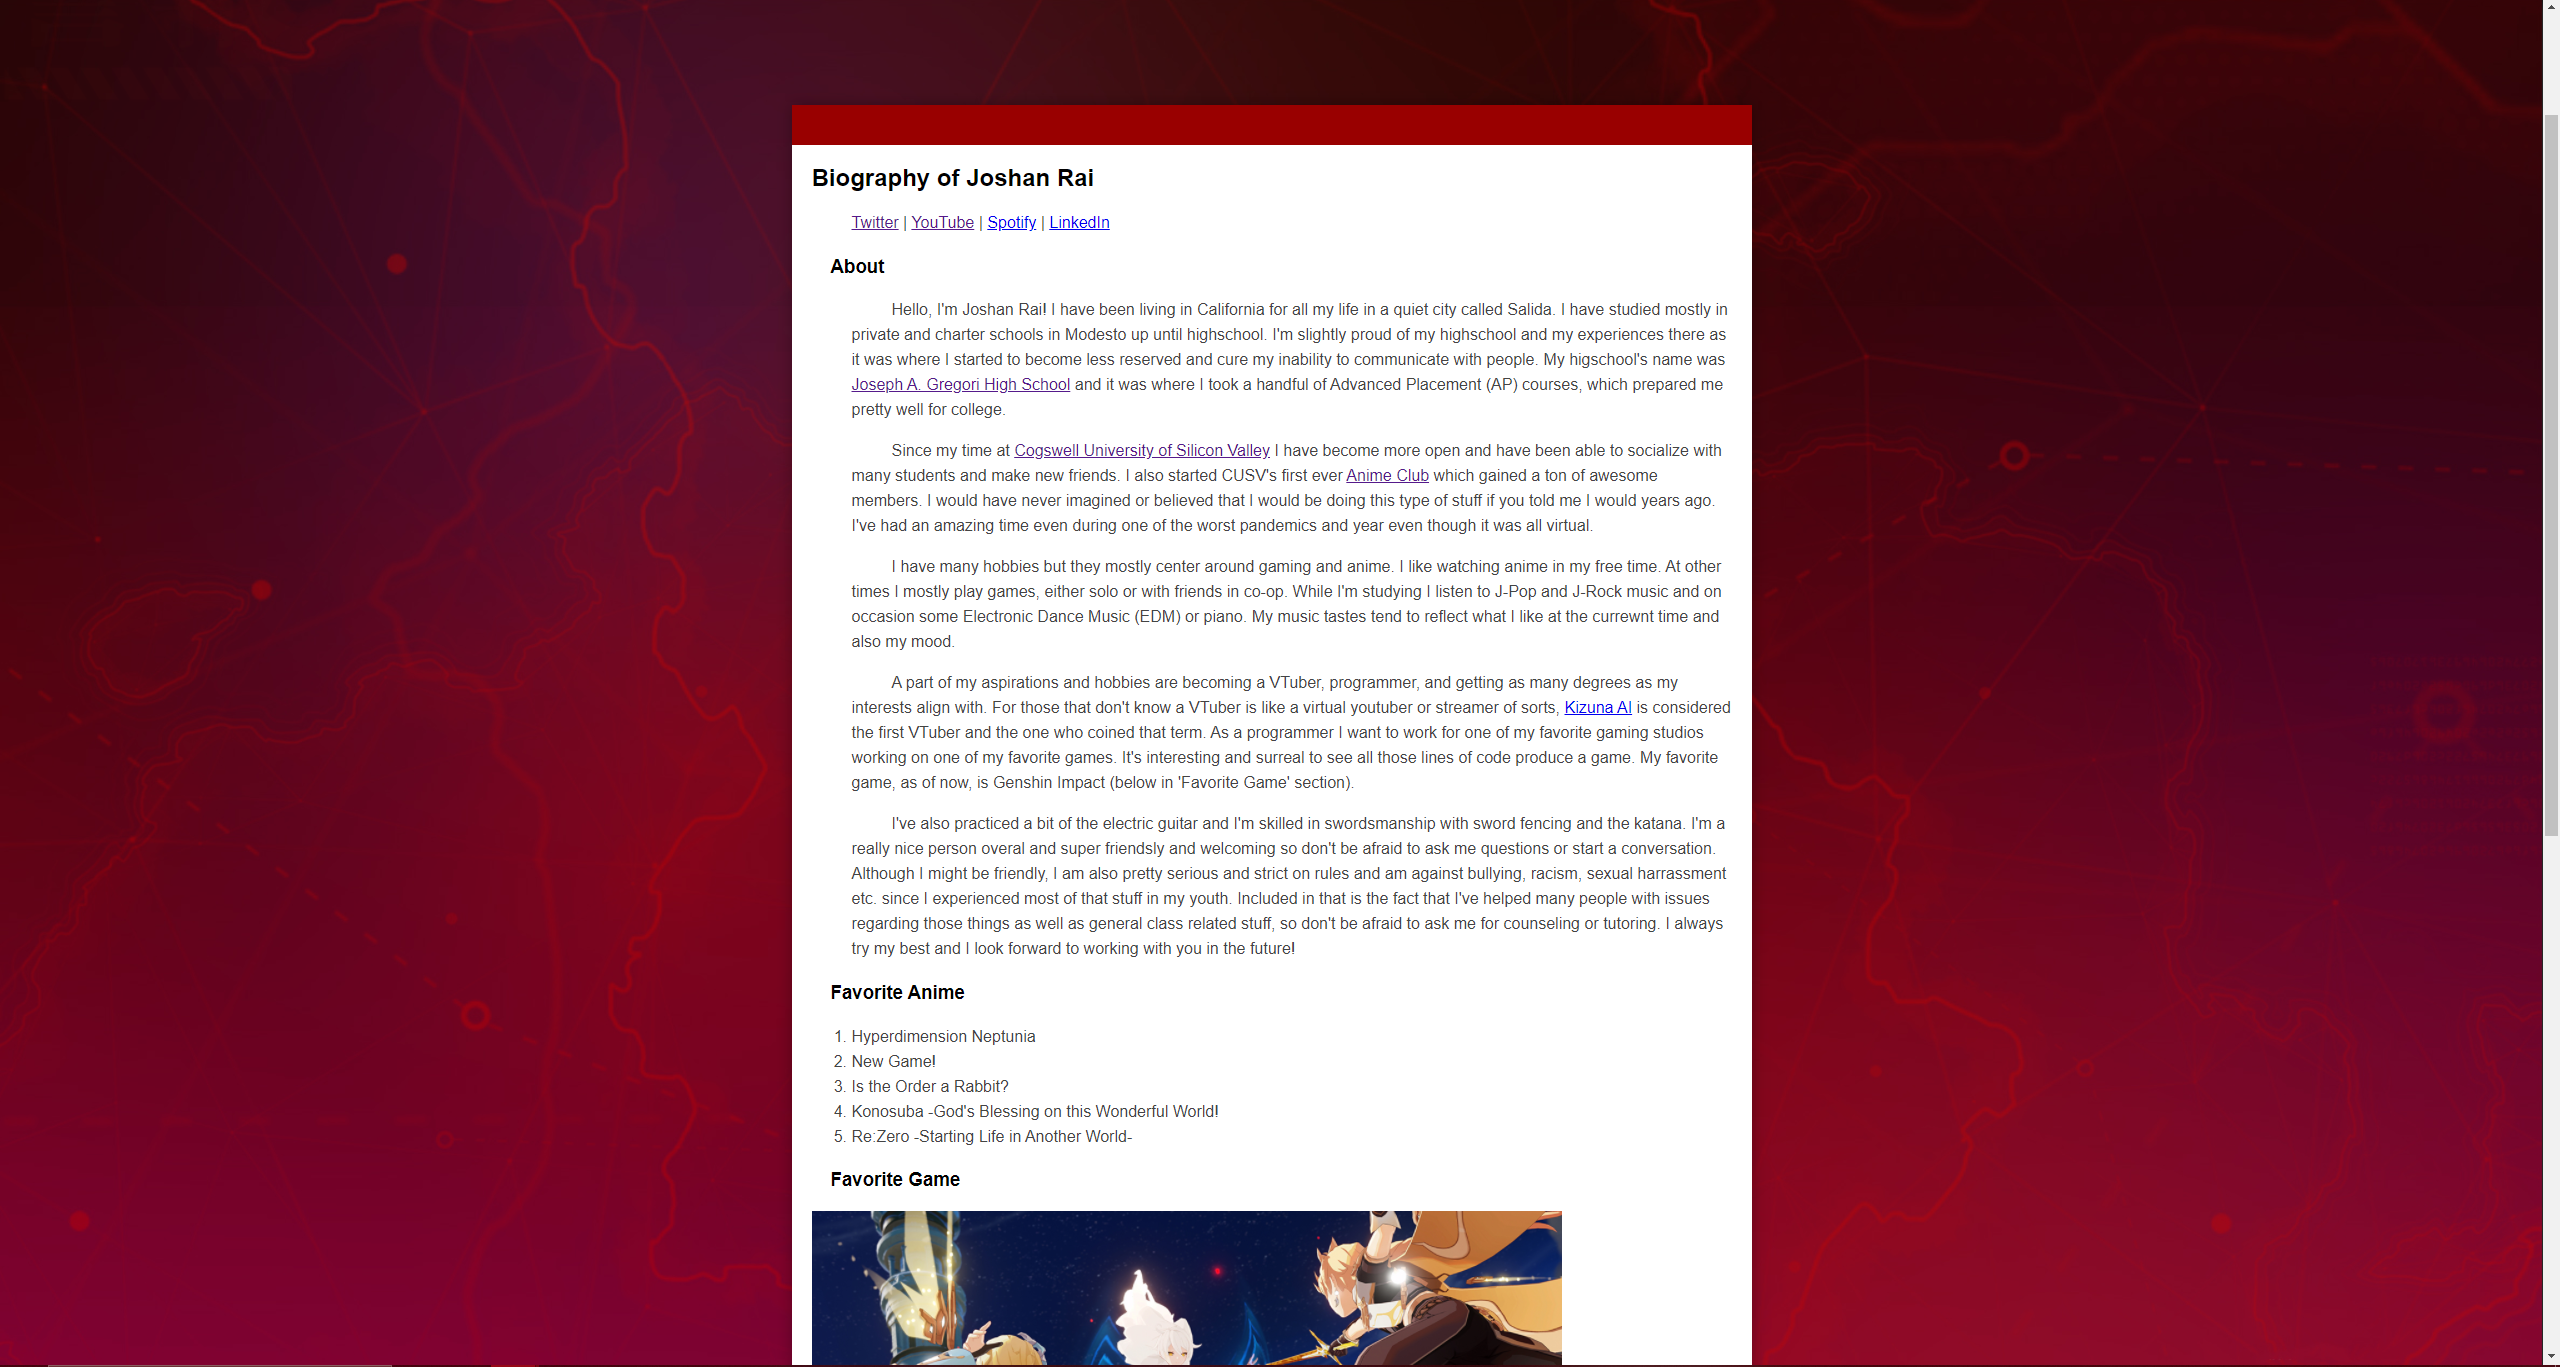 Biography of Joshan Rai
Twitter | YouTube | Spotify | LinkedIn
About
Hello, I'm Joshan Rai! I have been living in California for all my life in a quiet city called Salida. I have studied mostly in
private and charter schools in Modesto up until highschool. I'm slightly proud of my highschool and my experiences there as
it was where I started to become less reserved and cure my inability to communicate with people. My higschool's name was
Joseph A. Gregori High School and it was where I took a handful of Advanced Placement (AP) courses, which prepared me
pretty well for college.
Since my time at Cogswell University of Silicon Valley I have become more open and have been able to socialize with
many students and make new friends. I also started CUSV's first ever Anime Club which gained a ton of awesome
members. I would have never imagined or believed that I would be doing this type of stuff if you told me I would years ago.
I've had an amazing time even during one of the worst pandemics and year even though it was all virtual.
I have many hobbies but they mostly center around gaming and anime. I like watching anime in my free time. At other
times I mostly play games, either solo or with friends in co-op. While I'm studying I listen to J-Pop and J-Rock music and on
occasion some Electronic Dance Music (EDM) or piano. My music tastes tend to reflect what I like at the currewnt time and
also my mood.
A part of my aspirations and hobbies are becoming a VTuber, programmer, and getting as many degrees as my
interests align with. For those that don't know a VTuber is like a virtual youtuber or streamer of sorts, Kizuna AI is considered
the first VTuber and the one who coined that term. As a programmer I want to work for one of my favorite gaming studios
working on one of my favorite games. It's interesting and surreal to see all those lines of code produce a game. My favorite
game, as of now, is Genshin Impact (below in 'Favorite Game' section).
I've also practiced a bit of the electric guitar and I'm skilled in swordsmanship with sword fencing and the katana. I'm a
really nice person overal and super friendsly and welcoming so don't be afraid to ask me questions or start a conversation.
Although I might be friendly, I am also pretty serious and strict on rules and am against bullying, racism, sexual harrassment
etc. since I experienced most of that stuff in my youth. Included in that is the fact that I've helped many people with issues
regarding those things as well as general class related stuff, so don't be afraid to ask me for counseling or tutoring. I always
try my best and I look forward to working with you in the future!
Favorite Anime
1. Hyperdimension Neptunia
2. New Game!
3. Is the Order a Rabbit?
4. Konosuba -God's Blessing on this Wonderful World!
5. Re:Zero -Starting Life in Another World-
Favorite Game